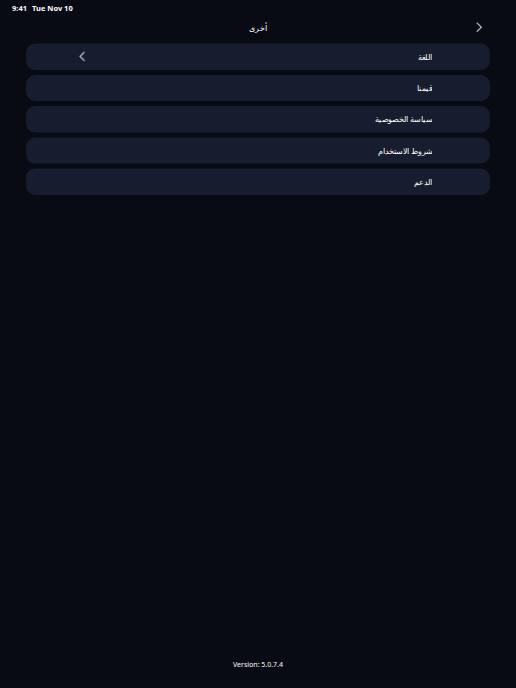 9:41 Tue Nov 10
أخرى
اللغة
قيمنا
سياسة الخصوصية
شروط الاستخدام
الدعم
Version: 5.0.7.4